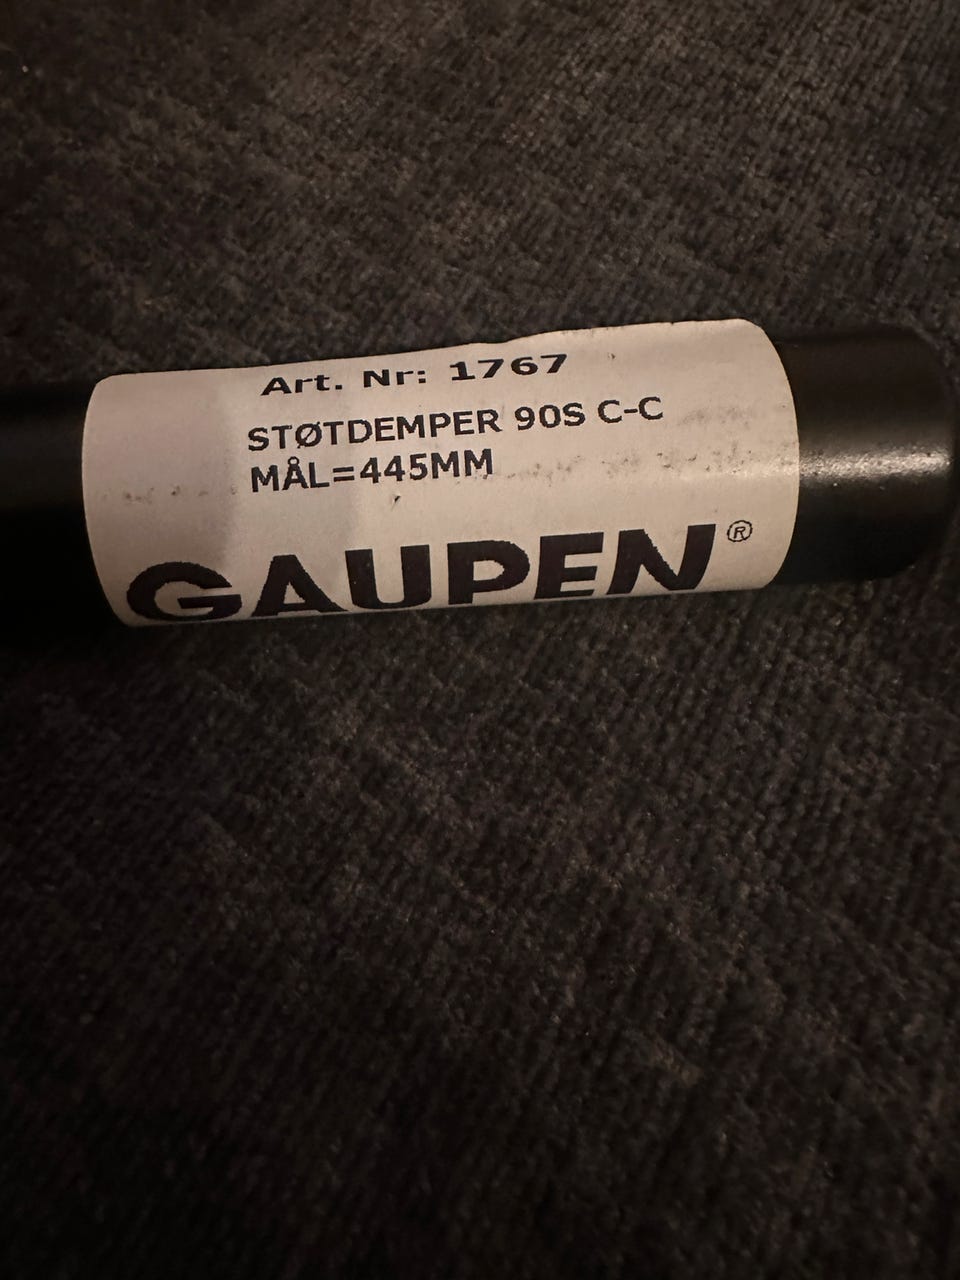 Art. Nr: 1767
STØTDEMPER 90S C-C
MÅL=445MM
GAUPEN®